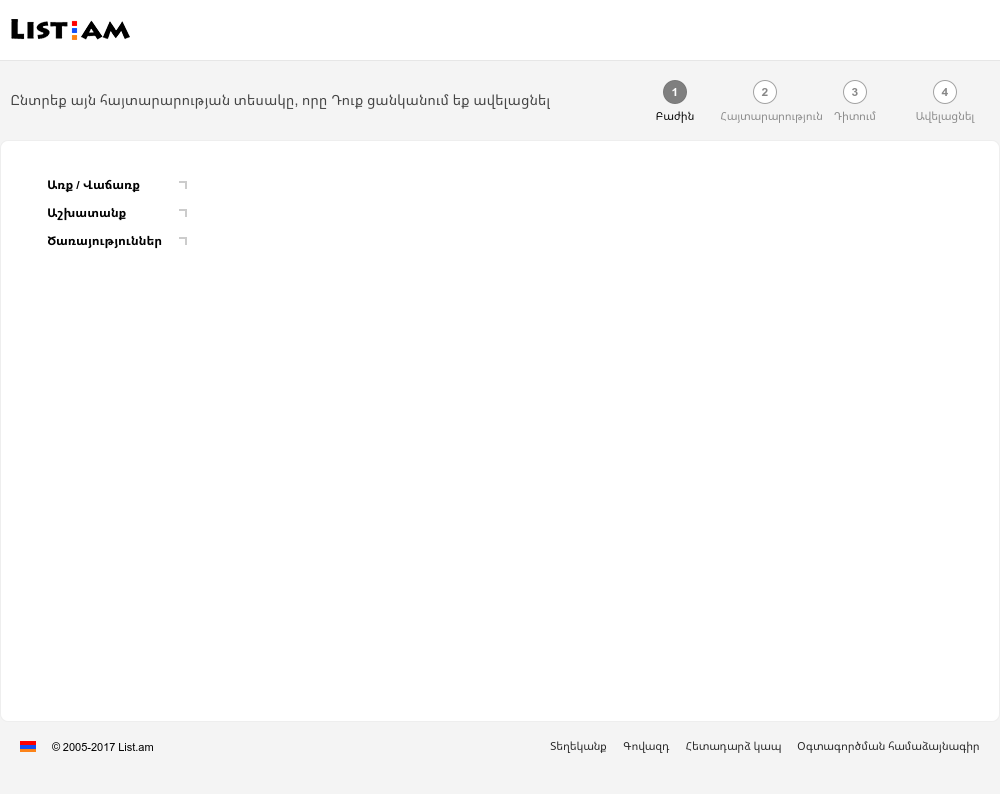 LIST.AM
Ընտրեք այն հայտարարության տեսակը, որը Դուք ցանկանում եք ավելացնել
1 2 3 4
Բաժին Հայտարարություն Դիտում Ավելացնել
Առք / Վաճառք
Աշխատանք
Ծառայություններ
© 2005-2017 List.am Տեղեկանք Գովազդ Հետադարձ կապ Օգտագործման համաձայնագիր